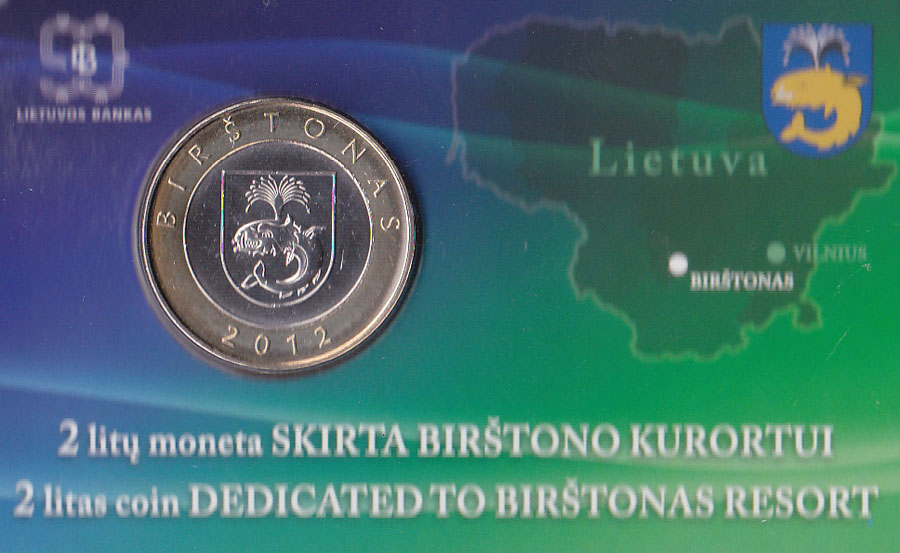 LB
LIETUVOS BANKAS
BIRŠTONAS
2012
Lietuva
VILNIUS
BIRŠTONAS
2 litų moneta SKIRTA BIRŠTONO KURORTUI
2 litas coin DEDICATED TO BIRŠTONAS RESORT